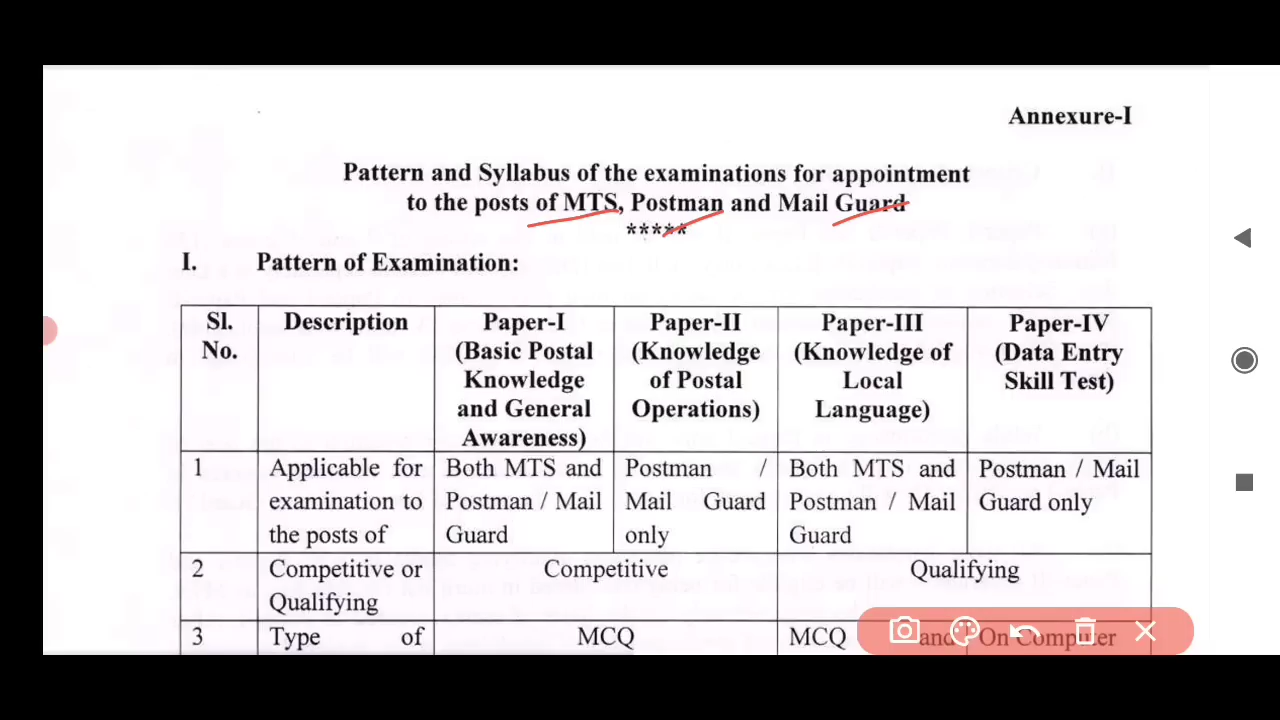 Annexure-I
Pattern and Syllabus of the examinations for appointment
to the posts of MTS, Postman and Mail Guard
*****
I. Pattern of Examination:
Sl. No.
Description
Paper-I
(Basic Postal
Knowledge
and General
Awareness)
Paper-II
(Knowledge
of Postal
Operations)
Paper-III
(Knowledge of
Local
Language)
Paper-IV
(Data Entry
Skill Test)
1
Applicable for
examination to
the posts of
Both MTS and
Postman / Mail
Guard
Postman /
Mail Guard
only
Both MTS and
Postman / Mail
Guard
Postman / Mail
Guard only
2
Competitive or
Qualifying
Competitive
Qualifying
3
Type of
MCQ
MCQ and
On Computer